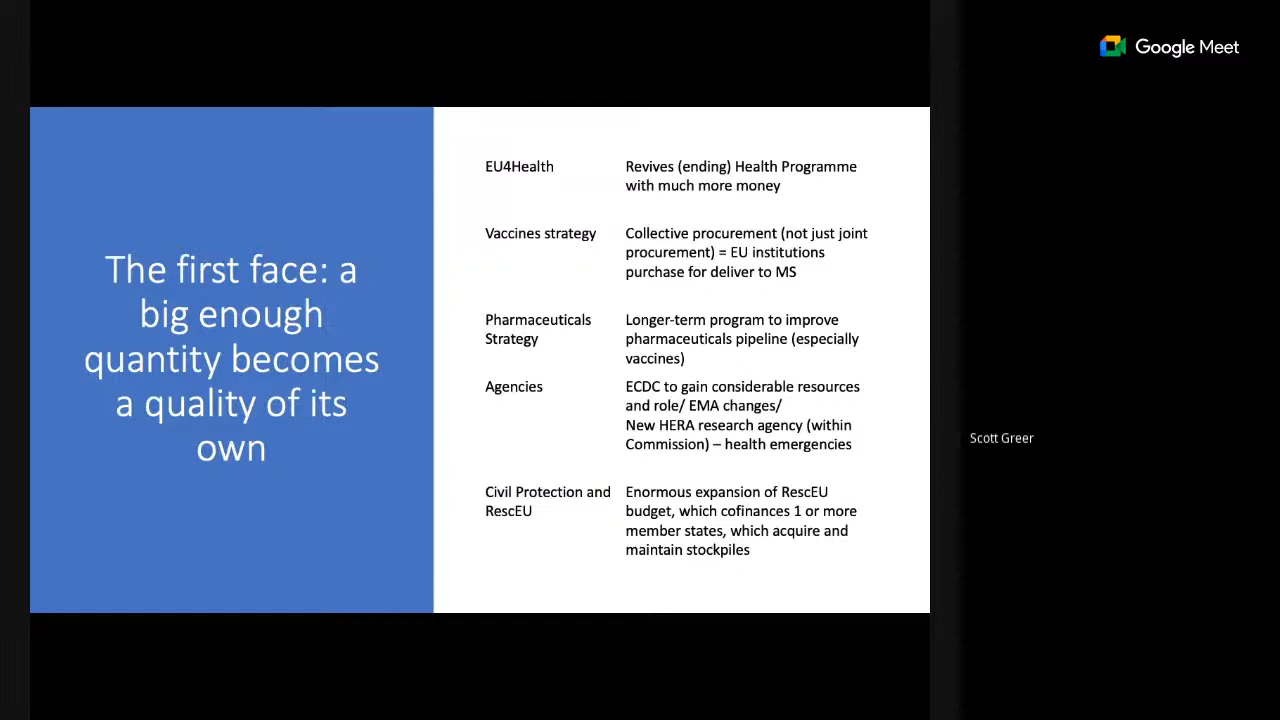 Google Meet
The first face: a
big enough
quantity becomes
a quality of its
own
EU4Health
Revives (ending) Health Programme
with much more money
Vaccines strategy
Collective procurement (not just joint
procurement) = EU institutions
purchase for deliver to MS
Pharmaceuticals
Strategy
Longer-term program to improve
pharmaceuticals pipeline (especially
vaccines)
Agencies
ECDC to gain considerable resources
and role/ EMA changes/
New HERA research agency (within
Commission) – health emergencies
Civil Protection and
RescEU
Enormous expansion of RescEU
budget, which cofinances 1 or more
member states, which acquire and
maintain stockpiles
Scott Greer